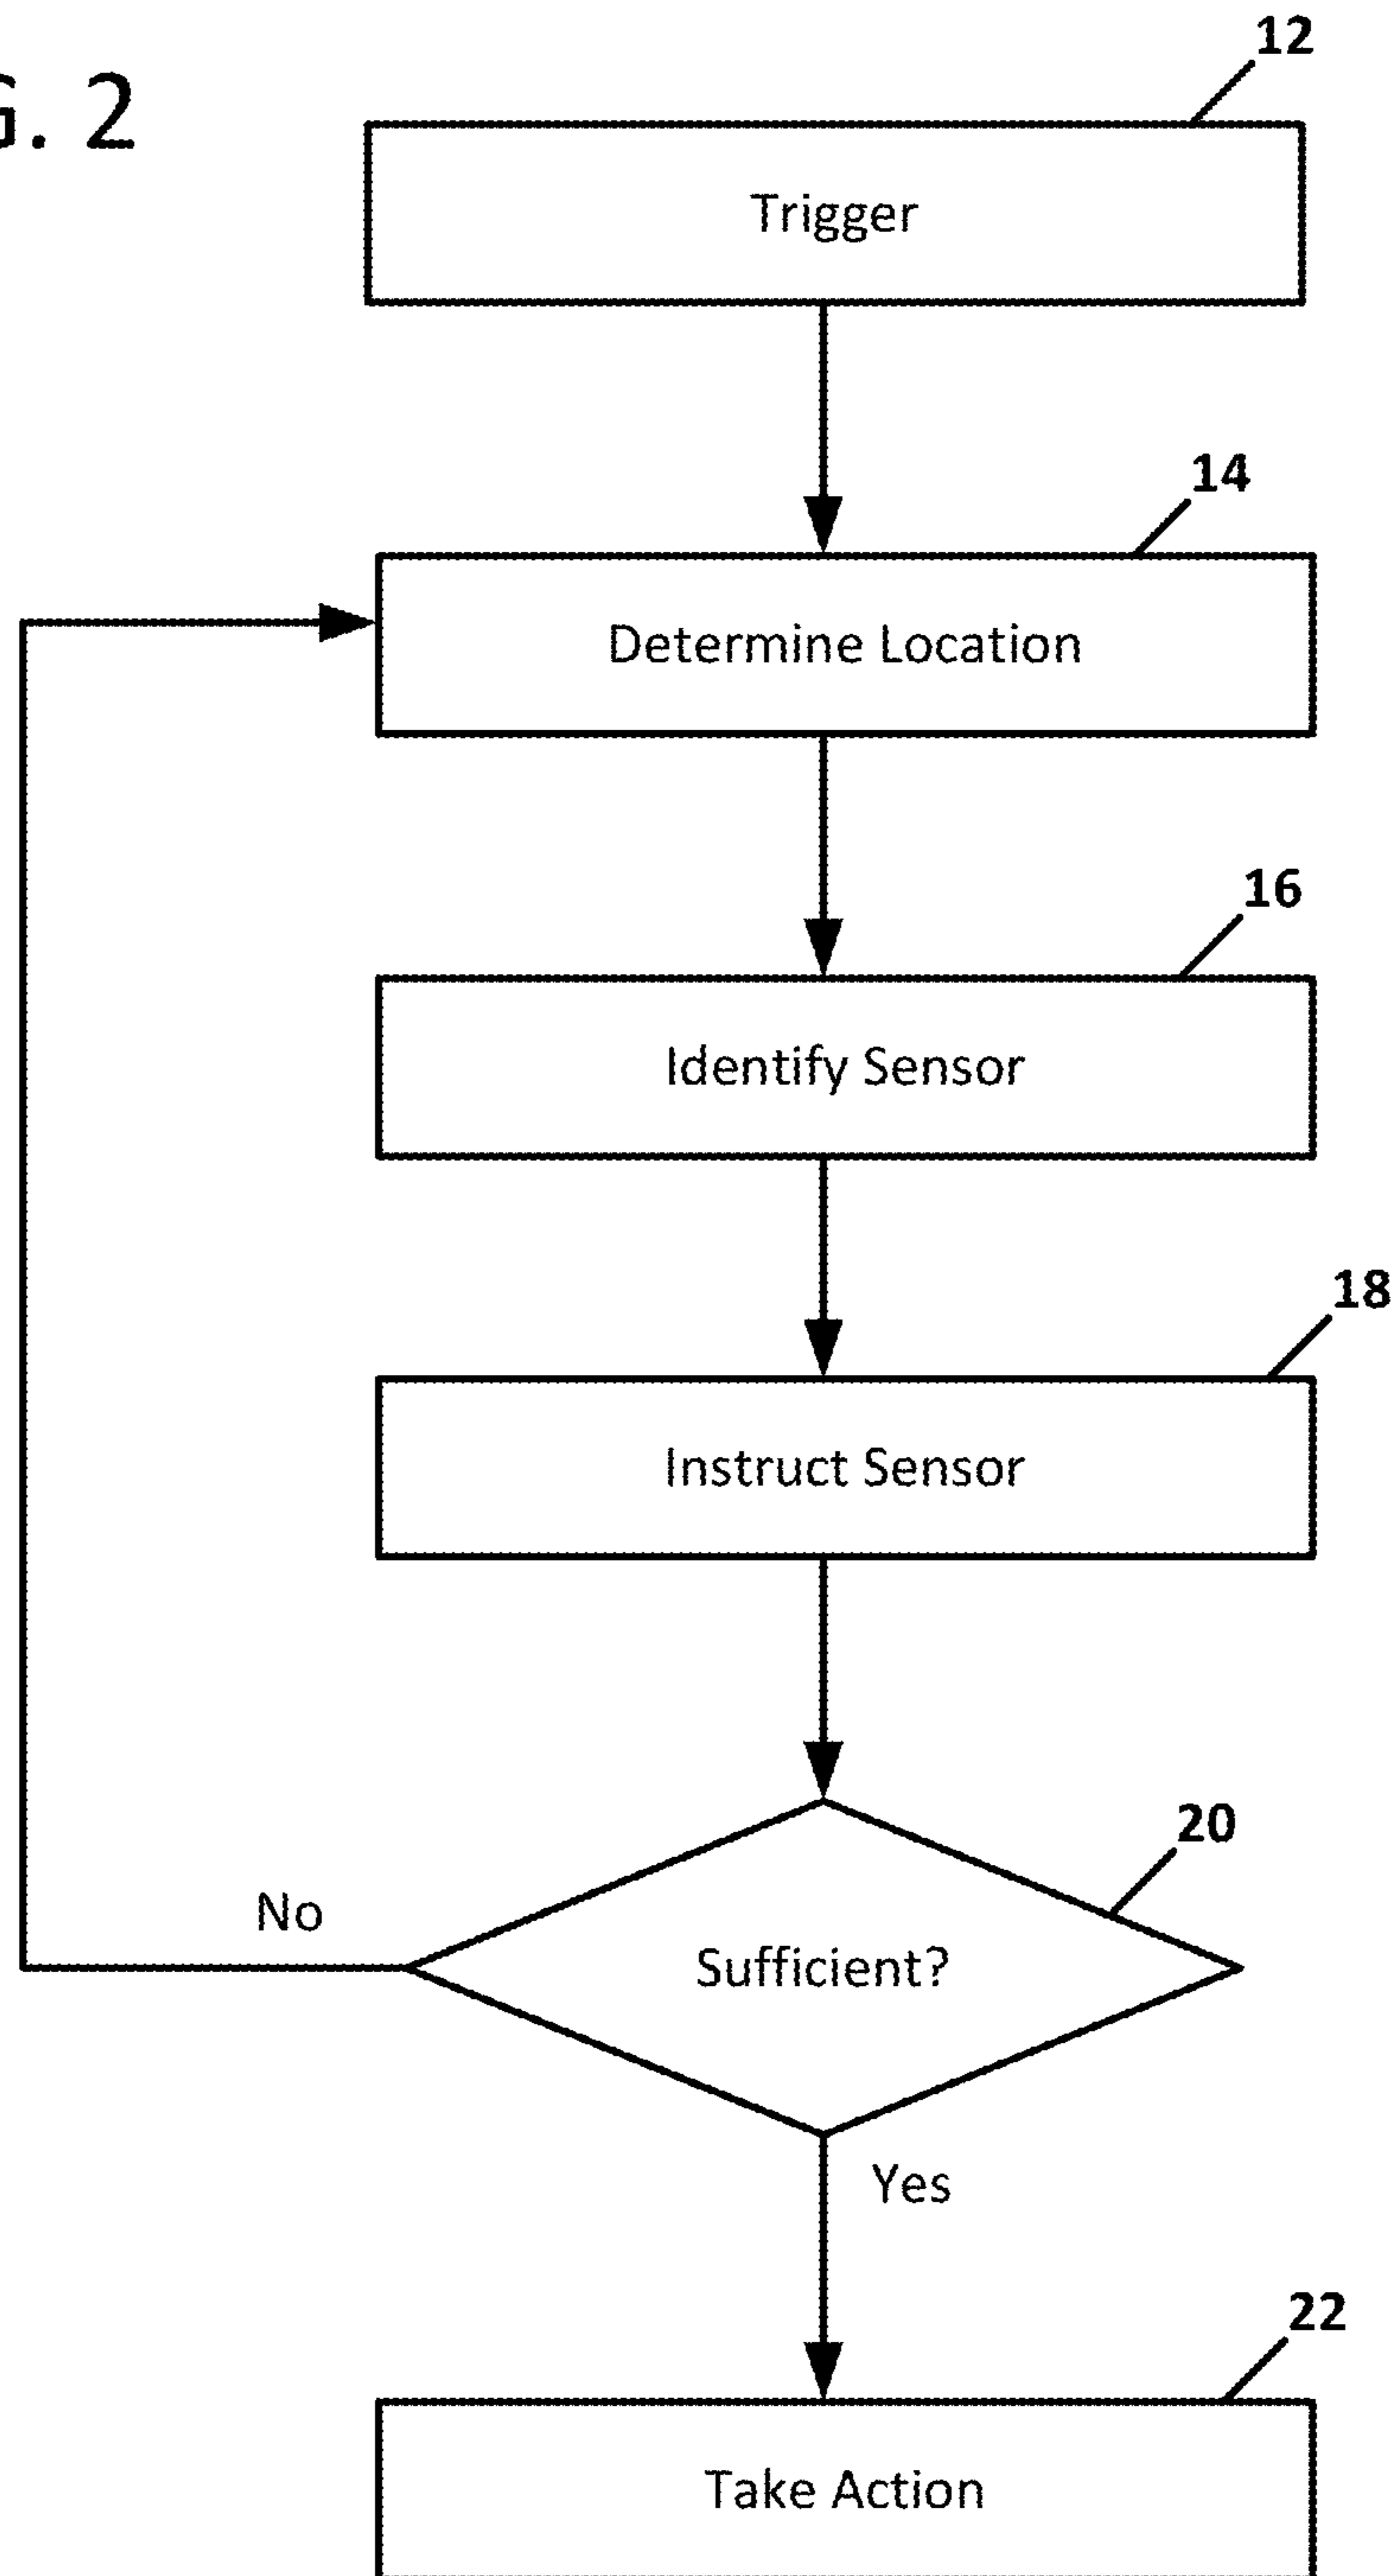 G. 2
12
Trigger
14
Determine Location
16
Identify Sensor
18
Instruct Sensor
20
No
Sufficient?
Yes
22
Take Action